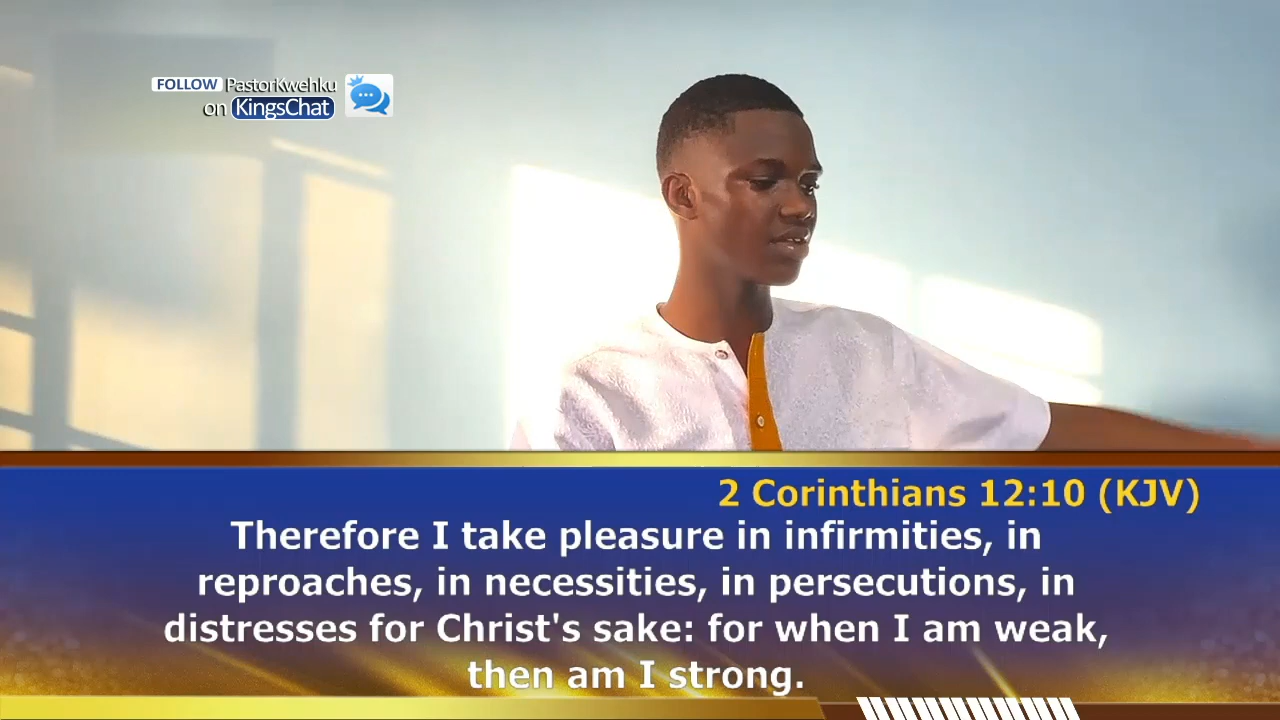 FOLLOW PastorKwehku
on KingsChat
2 Corinthians 12:10 (KJV)
Therefore I take pleasure in infirmities, in
reproaches, in necessities, in persecutions, in
distresses for Christ's sake: for when I am weak,
then am I strong.